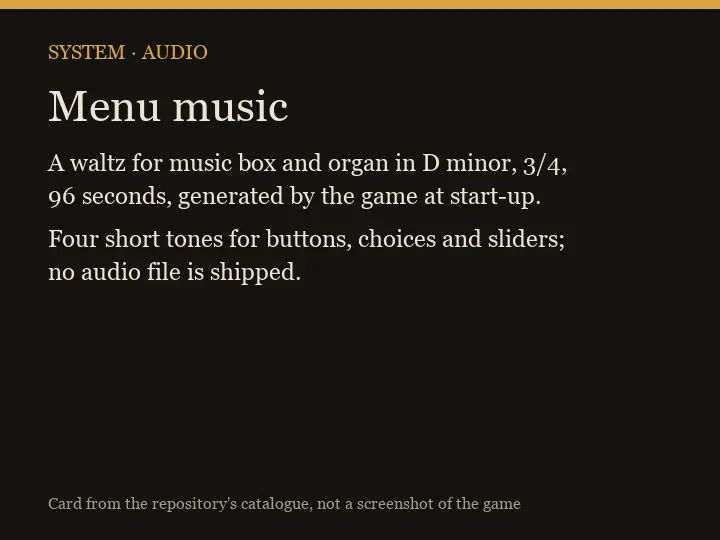 SYSTEM · AUDIO
Menu music
A waltz for music box and organ in D minor, 3/4,
96 seconds, generated by the game at start-up.
Four short tones for buttons, choices and sliders;
no audio file is shipped.
Card from the repository's catalogue, not a screenshot of the game